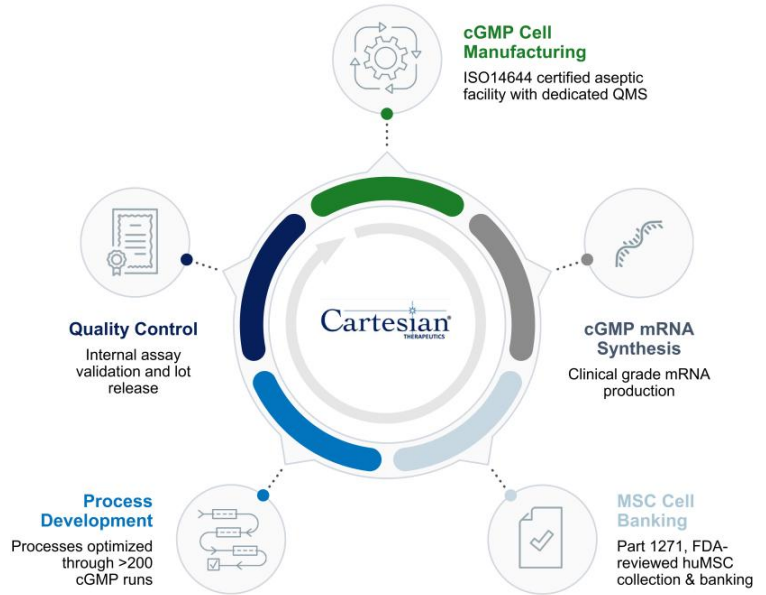 cGMP Cell
Manufacturing
ISO14644 certified aseptic
facility with dedicated QMS
Quality Control
Internal assay
validation and lot
release
Cartesian®
THERAPEUTICS
cGMP mRNA
Synthesis
Clinical grade mRNA
production
Process
Development
Processes optimized
through >200
cGMP runs
MSC Cell
Banking
Part 1271, FDA-
reviewed huMSC
collection & banking